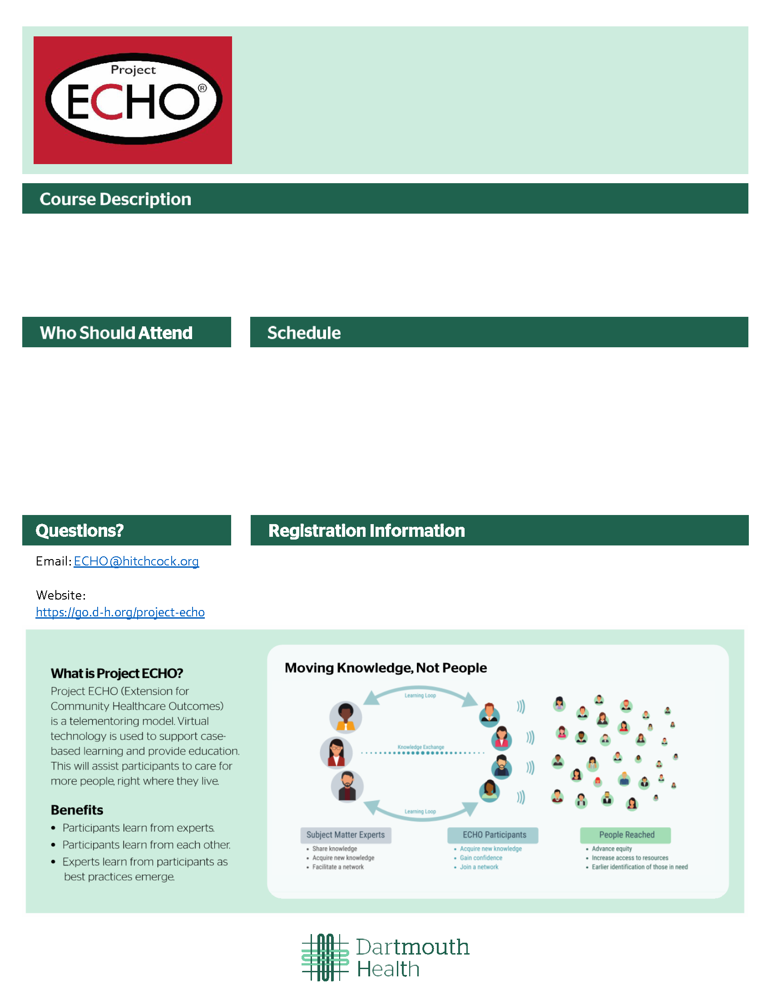 Project
ECHO®
Course Description
Who Should Attend
Schedule
Questions?
Email: ECHO@hitchcock.org
Website:
https://go.d-h.org/project-echo
Registration Information
What is Project ECHO?
Project ECHO (Extension for
Community Healthcare Outcomes)
is a telementoring model. Virtual
technology is used to support case-
based learning and provide education.
This will assist participants to care for
more people, right where they live.
Benefits
• Participants learn from experts.
• Participants learn from each other.
• Experts learn from participants as
best practices emerge.
Moving Knowledge, Not People
Learning Loop
Knowledge Exchange
Learning Loop
Subject Matter Experts
• Share knowledge
• Acquire new knowledge
• Facilitate a network
ECHO Participants
• Acquire new knowledge
• Gain confidence
• Join a network
People Reached
• Advance equity
• Increase access to resources
• Earlier identification of those in need
Dartmouth
Health